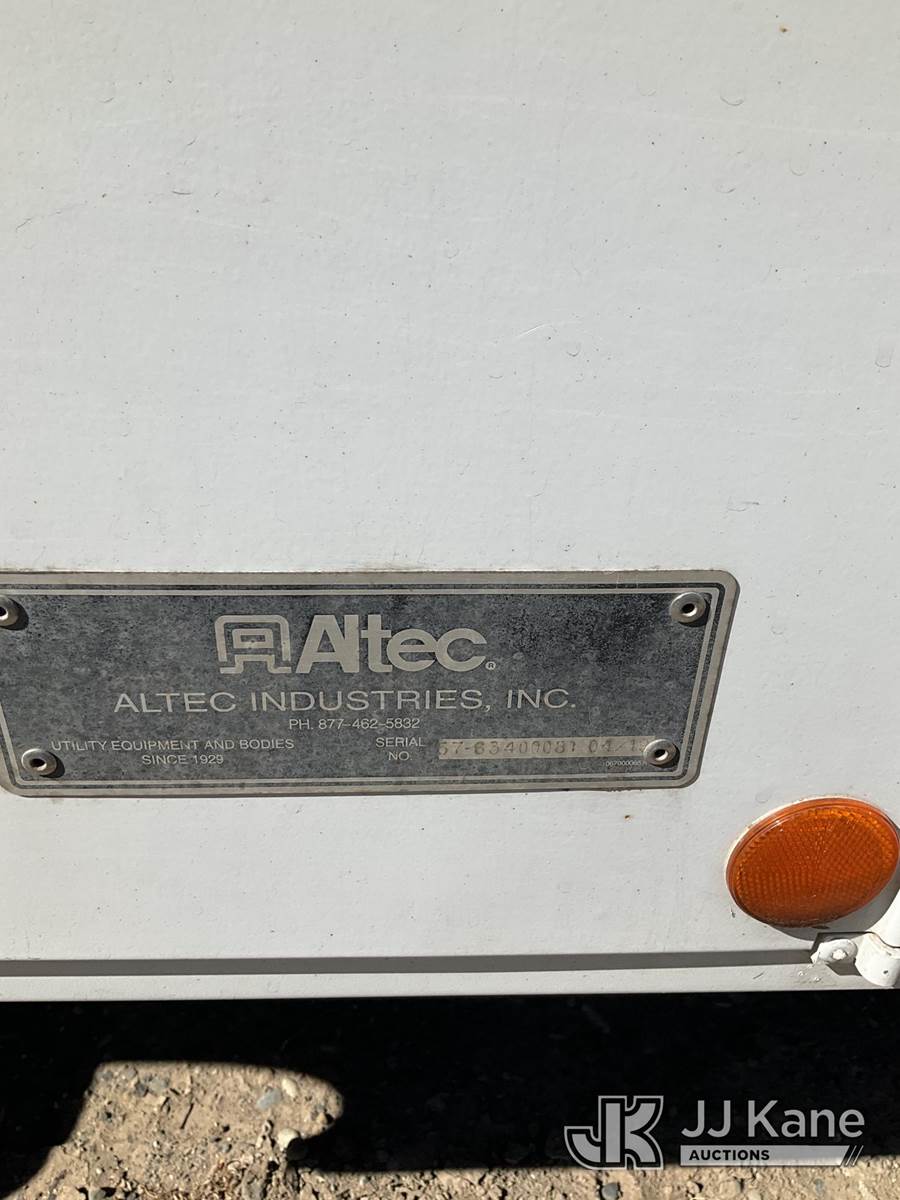 Altec®
ALTEC INDUSTRIES, INC.
PH. 877-462-5832
UTILITY EQUIPMENT AND BODIES
SINCE 1929
SERIAL
NO.
JK JJ Kane
AUCTIONS